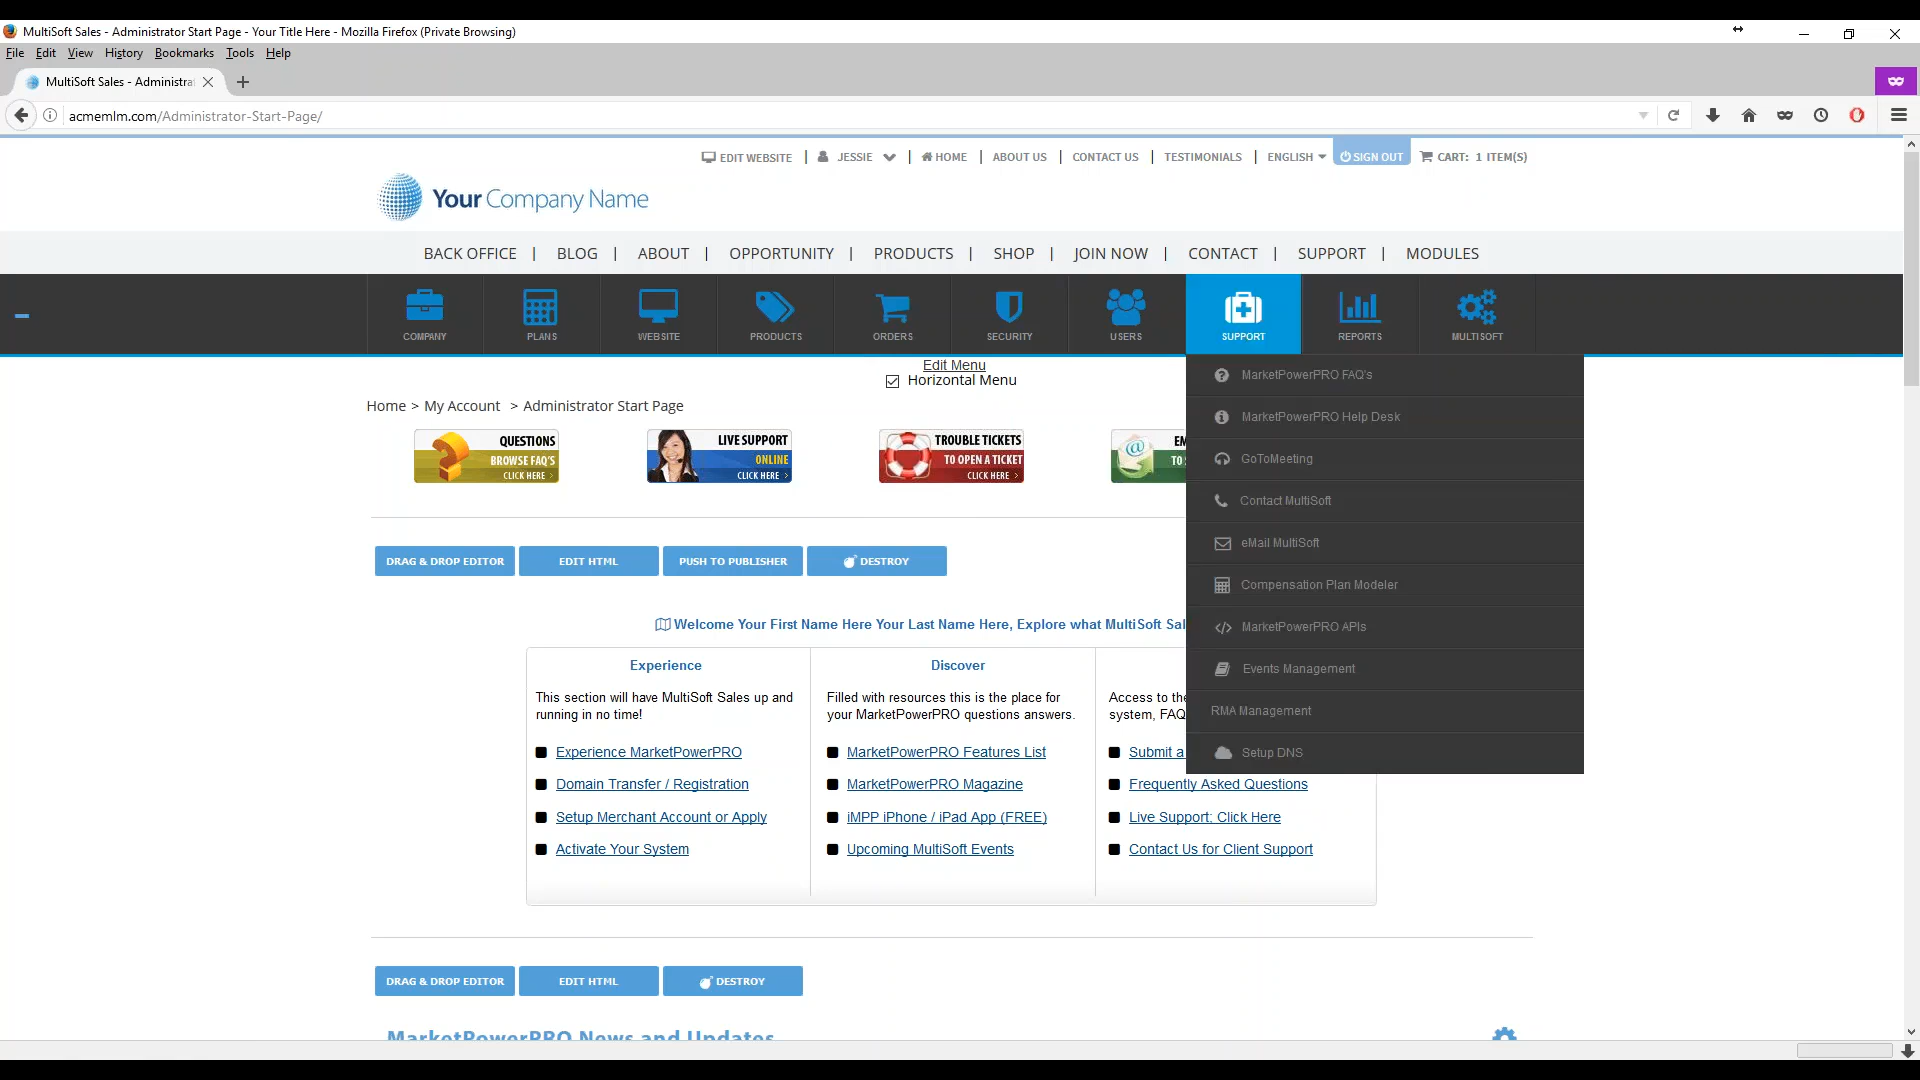 MultiSoft Sales - Administrator Start Page - Your Title Here - Mozilla Firefox (Private Browsing)
File Edit View History Bookmarks Tools Help
MultiSoft Sales - Administra
acmemlm.com/Administrator-Start-Page/
EDIT WEBSITE | JESSIE | HOME | ABOUT US | CONTACT US | TESTIMONIALS | ENGLISH SIGN OUT CART: 1 ITEM(S)
Your Company Name
BACK OFFICE | BLOG | ABOUT | OPPORTUNITY | PRODUCTS | SHOP | JOIN NOW | CONTACT | SUPPORT | MODULES
COMPANY PLANS WEBSITE PRODUCTS ORDERS SECURITY USERS SUPPORT REPORTS MULTISOFT
Edit Menu
Horizontal Menu
Home > My Account > Administrator Start Page
QUESTIONS
BROWSE FAQ'S
CLICK HERE >
LIVE SUPPORT
ONLINE
CLICK HERE >
TROUBLE TICKETS
TO OPEN A TICKET
CLICK HERE >
EM
TO
MarketPowerPRO FAQ's
MarketPowerPRO Help Desk
GoToMeeting
Contact MultiSoft
eMail MultiSoft
Compensation Plan Modeler
MarketPowerPRO APIs
Events Management
RMA Management
Setup DNS
DRAG & DROP EDITOR EDIT HTML PUSH TO PUBLISHER DESTROY
Welcome Your First Name Here Your Last Name Here, Explore what MultiSoft Sal
Experience
This section will have MultiSoft Sales up and
running in no time!
Experience MarketPowerPRO
Domain Transfer / Registration
Setup Merchant Account or Apply
Activate Your System
Discover
Filled with resources this is the place for
your MarketPowerPRO questions answers.
MarketPowerPRO Features List
MarketPowerPRO Magazine
iMPP iPhone / iPad App (FREE)
Upcoming MultiSoft Events
Access to the
system, FAQ
Submit a
Frequently Asked Questions
Live Support: Click Here
Contact Us for Client Support
DRAG & DROP EDITOR EDIT HTML DESTROY
MarketPowerPRO News and Updates